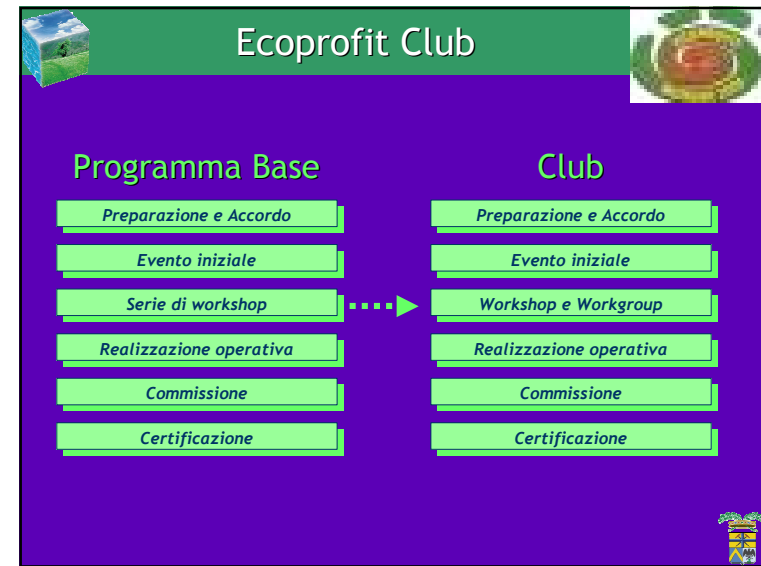 Ecoprofit Club
Programma Base
Preparazione e Accordo
Evento iniziale
Serie di workshop
Realizzazione operativa
Commissione
Certificazione
Club
Preparazione e Accordo
Evento iniziale
Workshop e Workgroup
Realizzazione operativa
Commissione
Certificazione